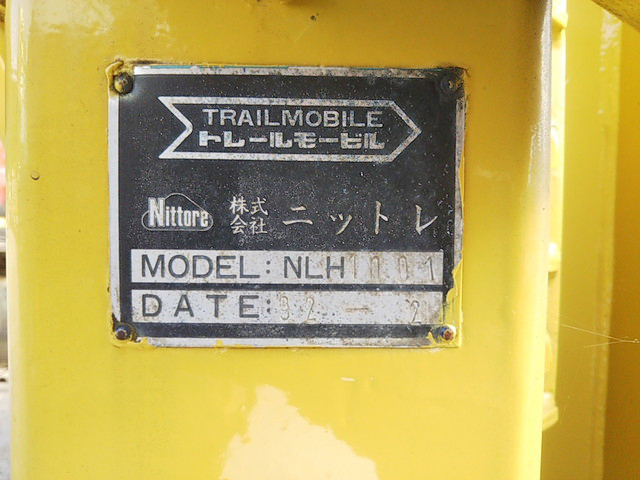 TRAILMOBILE
トレールモービル
Nittore 株式会社 ニットレ
MODEL: NLH
DATE: 2